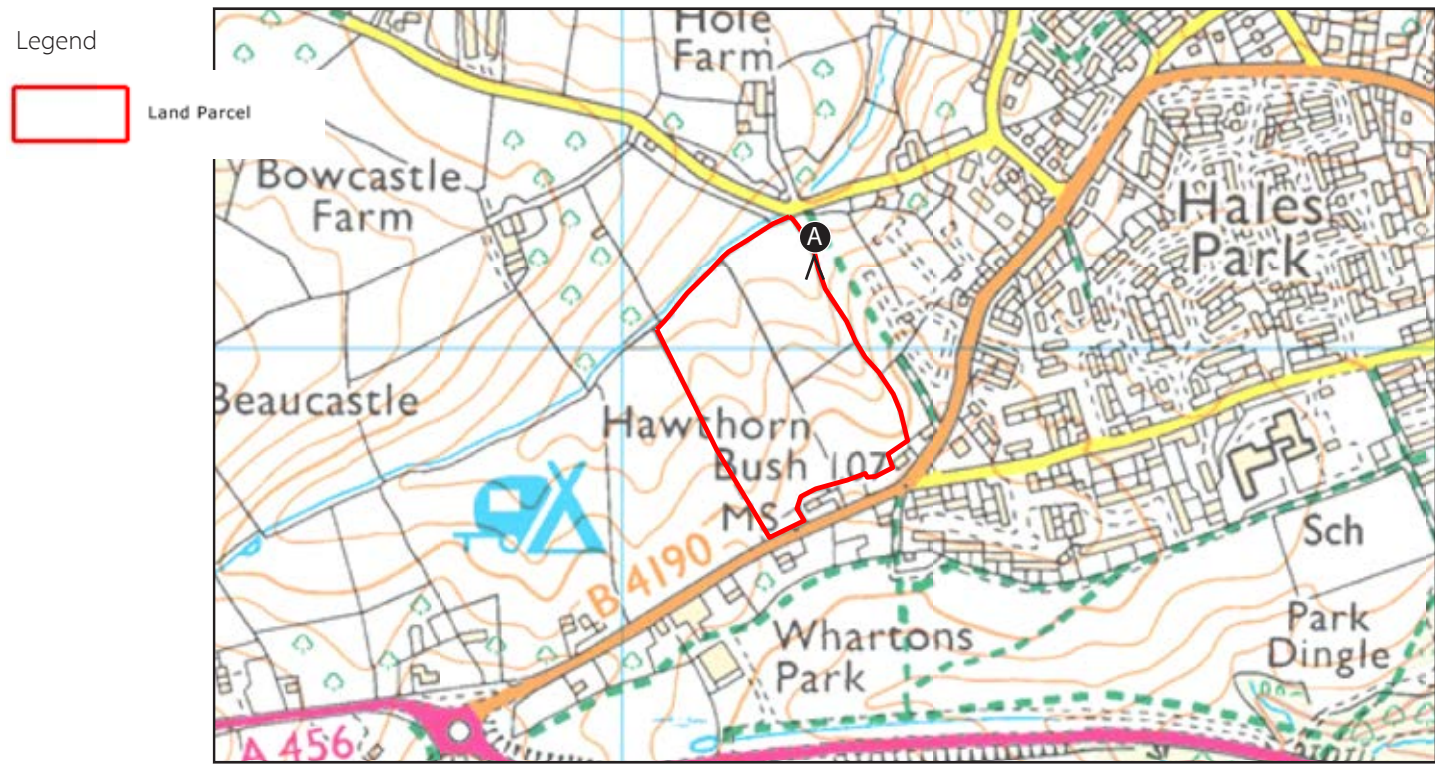 Legend
Land Parcel
Hole
Farm
Bowcastle
Farm
A
Hales
Park
Beaucastle
Hawthorn
Bush 107
MS
B 4190
Sch
Whartons
Park
Park
Dingle
A 456